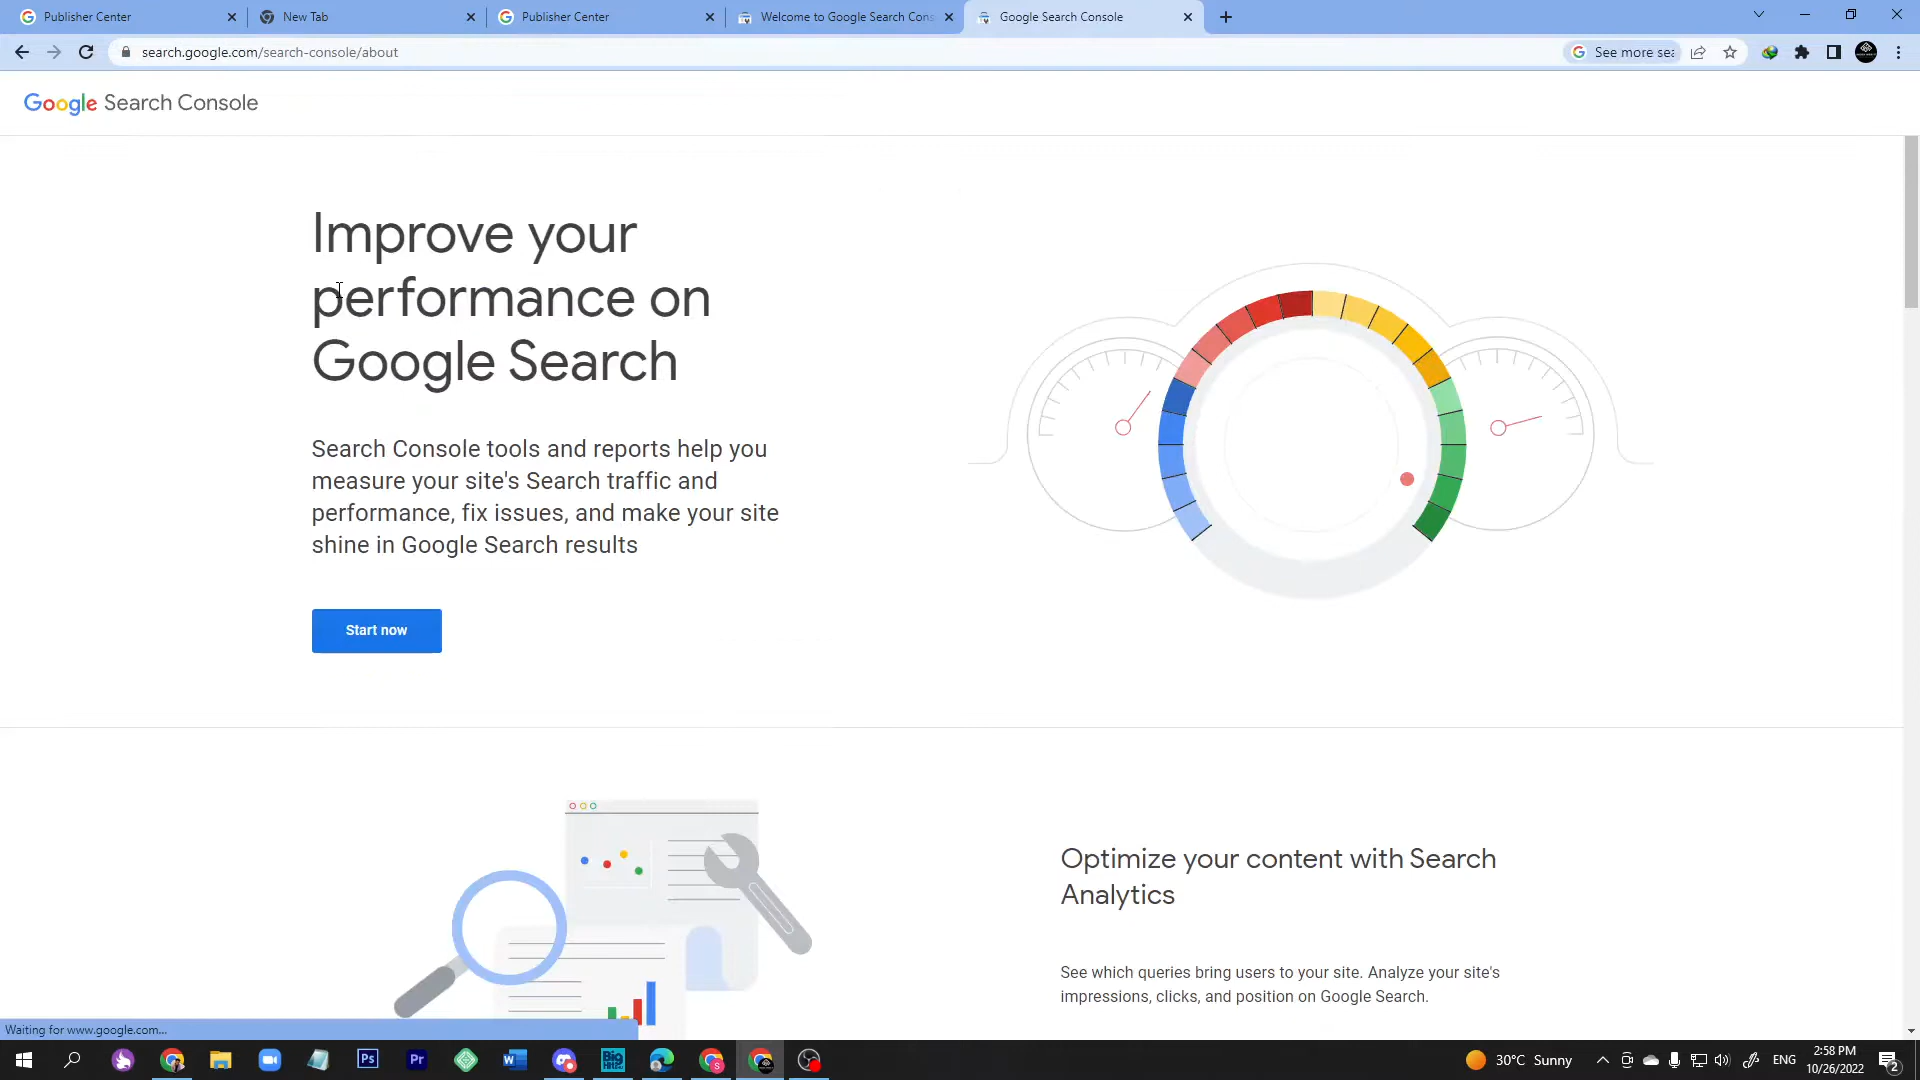 Publisher Center
New Tab
Publisher Center
Welcome to Google Search Cons
Google Search Console
search.google.com/search-console/about
See more sea
Google Search Console
Improve your
performance on
Google Search
Search Console tools and reports help you
measure your site's Search traffic and
performance, fix issues, and make your site
shine in Google Search results
Start now
Optimize your content with Search
Analytics
See which queries bring users to your site. Analyze your site's
impressions, clicks, and position on Google Search.
Waiting for www.google.com...
Ps
Pr
30°C Sunny
ENG
2:58 PM
10/26/2022
2